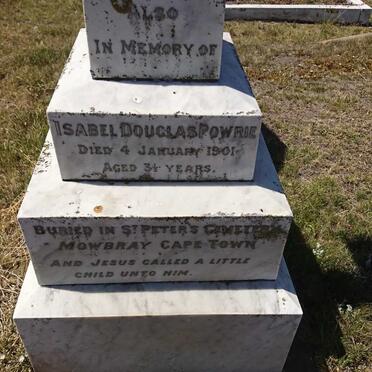 ALSO
IN MEMORY OF
ISABEL DOUGLAS POWRIE
DIED 4 JANUARY 1901
AGED 3½ YEARS.
BURIED IN ST PETER'S CEMETERY
MOWBRAY CAPE TOWN
AND JESUS CALLED A LITTLE
CHILD UNTO HIM.